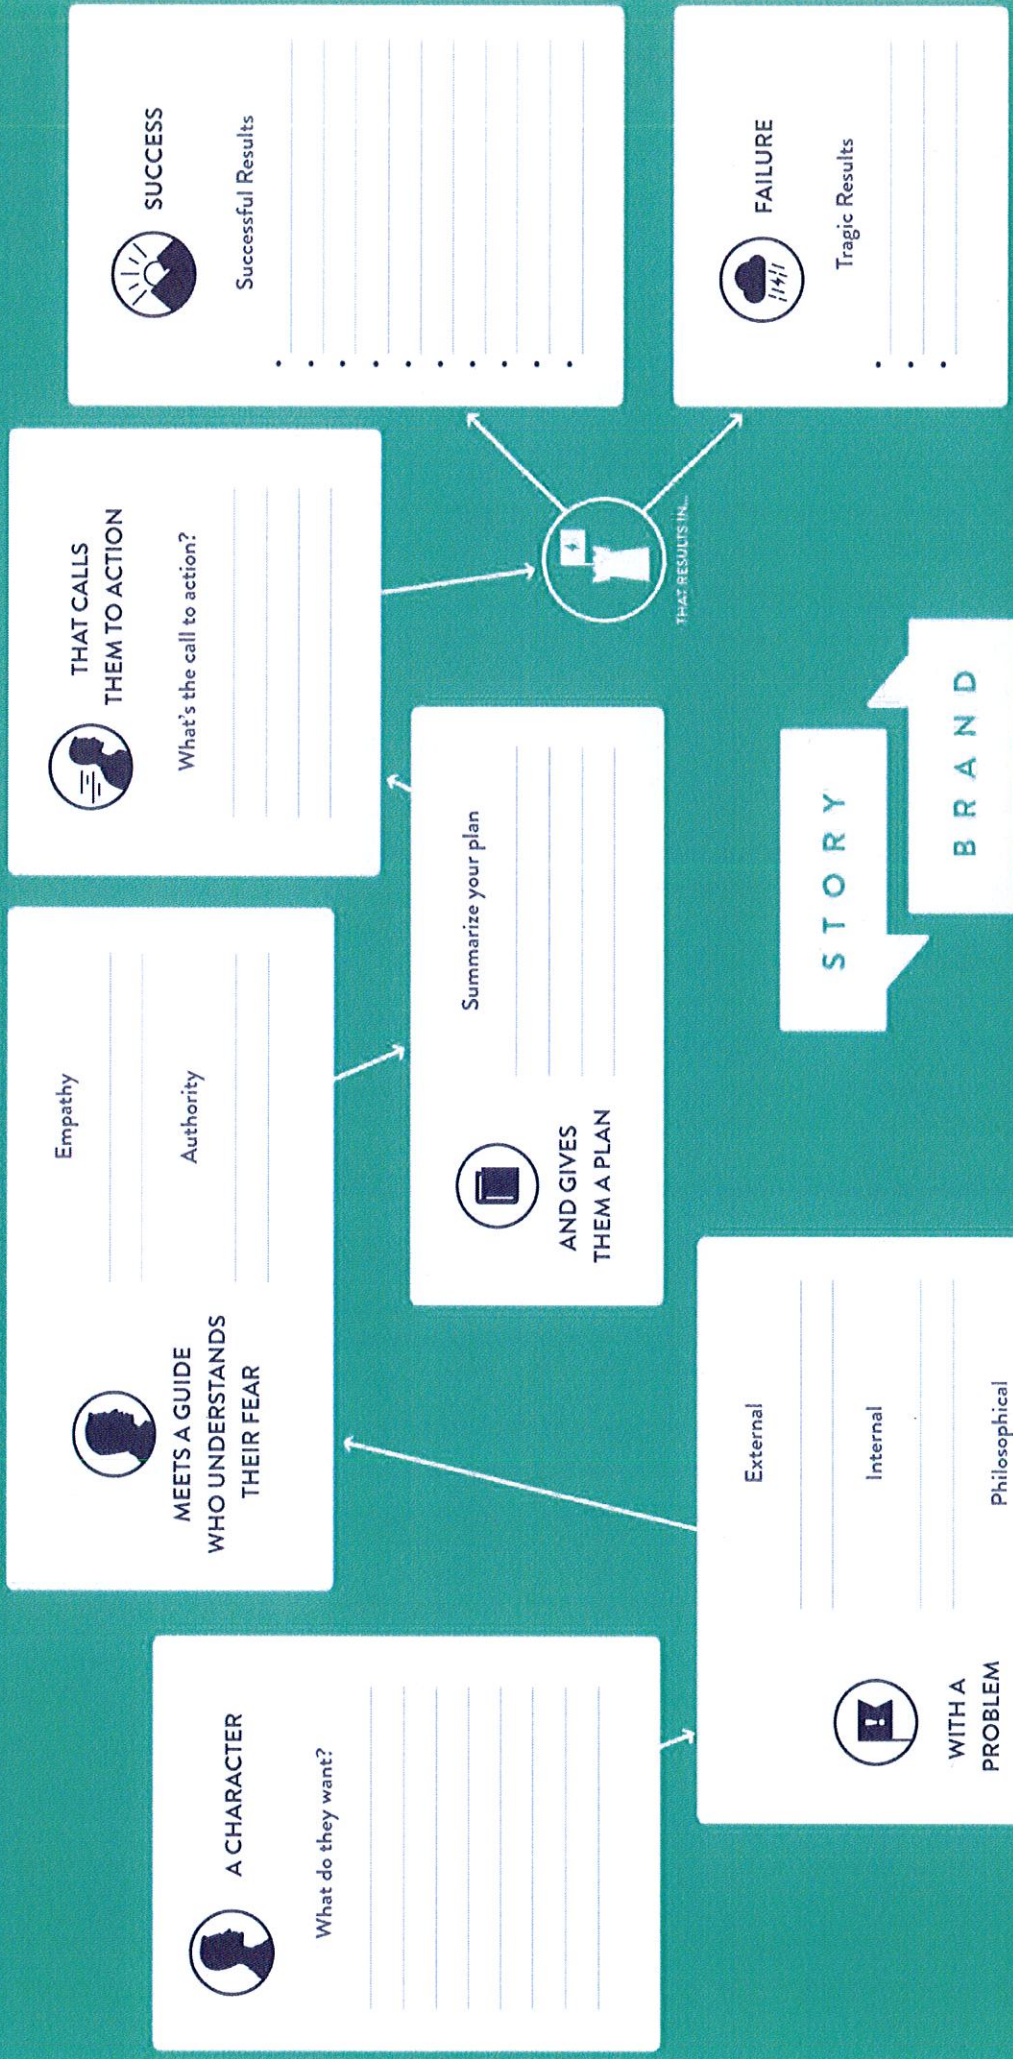 A CHARACTER
What do they want?
WITH A
PROBLEM
External
Internal
Philosophical
MEETS A GUIDE
WHO UNDERSTANDS
THEIR FEAR
Empathy
Authority
AND GIVES
THEM A PLAN
Summarize your plan
THAT CALLS
THEM TO ACTION
What's the call to action?
THAT RESULTS IN...
SUCCESS
Successful Results
FAILURE
Tragic Results
STORY
BRAND